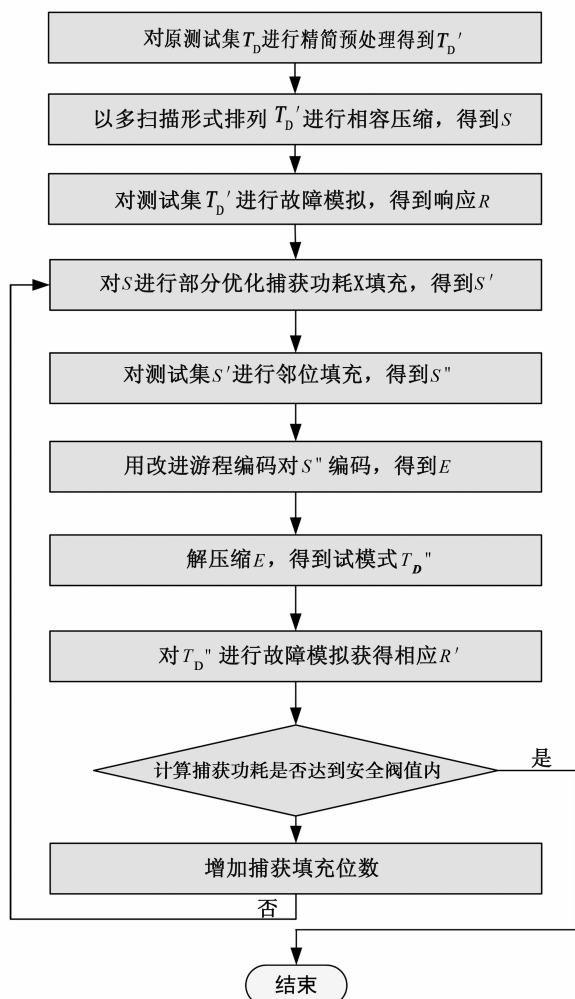 对原测试集T_D进行精简预处理得到T_D'
以多扫描形式排列 T_D'进行相容压缩，得到S
对测试集T_D'进行故障模拟，得到响应R
对S进行部分优化捕获功耗X填充，得到S'
对测试集S'进行邻位填充，得到S"
用改进游程编码对S"编码，得到E
解压缩E，得到试模式T_D"
对T_D"进行故障模拟获得相应R'
计算捕获功耗是否达到安全阀值内
是
增加捕获填充位数
否
结束